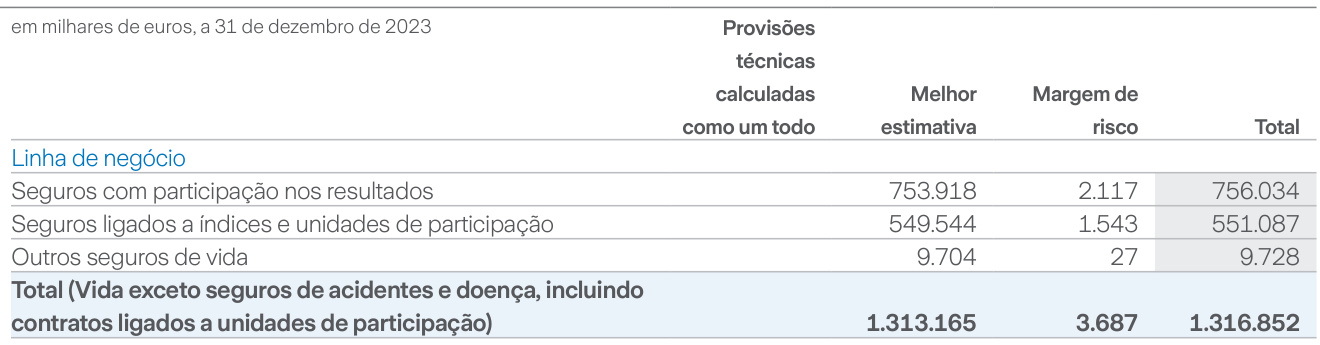 em milhares de euros, a 31 de dezembro de 2023 Provisões
técnicas
calculadas Melhor Margem de
como um todo estimativa risco Total
Linha de negócio
Seguros com participação nos resultados 753.918 2.117 756.034
Seguros ligados a índices e unidades de participação 549.544 1.543 551.087
Outros seguros de vida 9.704 27 9.728
Total (Vida exceto seguros de acidentes e doença, incluindo
contratos ligados a unidades de participação) 1.313.165 3.687 1.316.852